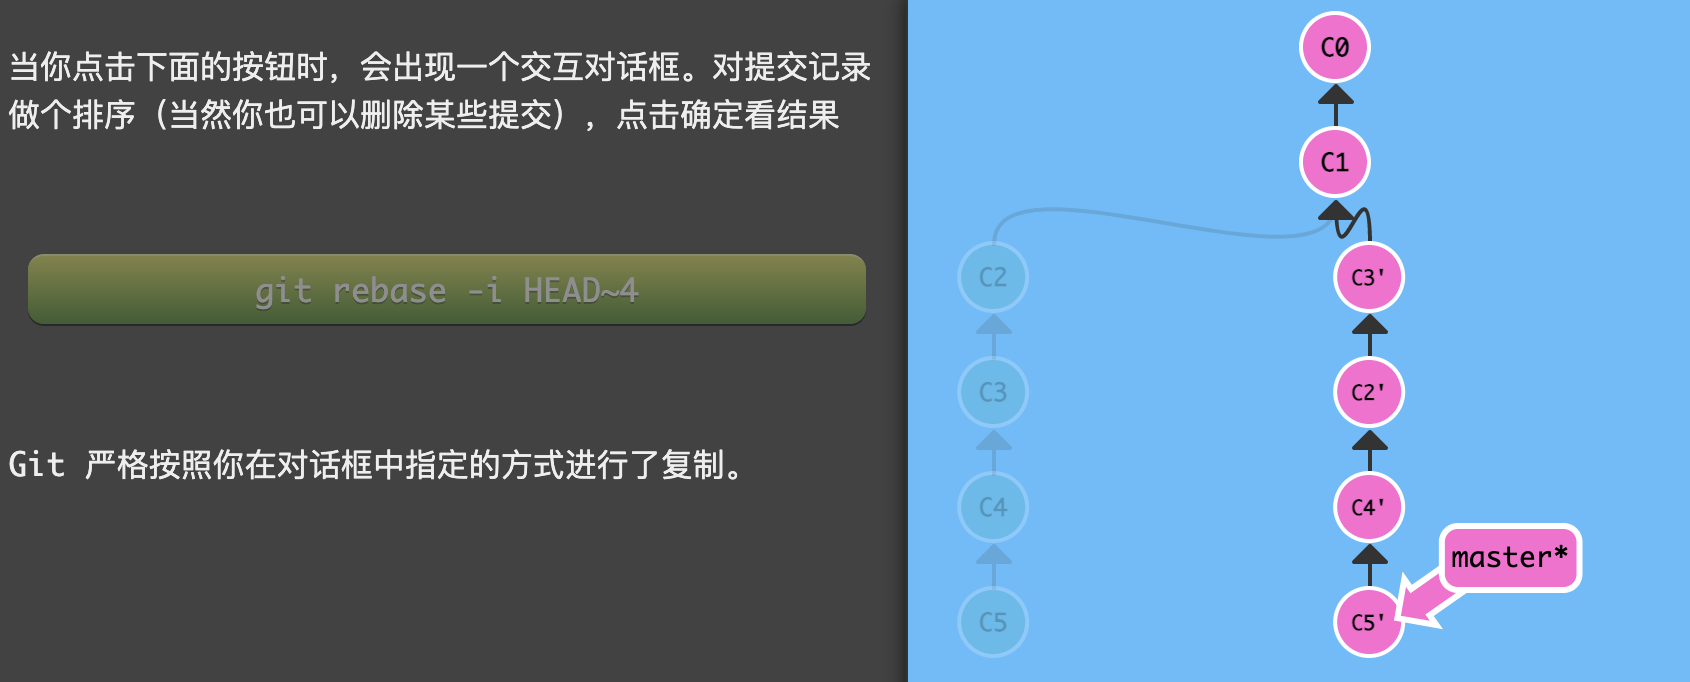 当你点击下面的按钮时，会出现一个交互对话框。对提交记录
做个排序（当然你也可以删除某些提交），点击确定看结果
git rebase -i HEAD~4
Git 严格按照你在对话框中指定的方式进行了复制。
C0
C1
C2
C3'
C3
C2'
C4
C4'
master*
C5
C5'